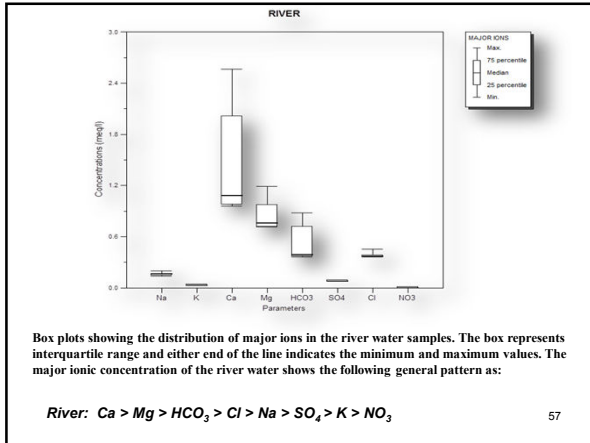 RIVER
3.0
2.4
1.8
1.2
0.6
0.0
Concentrations (meq/l)
Na K Ca Mg HCO3 SO4 Cl NO3
Parameters
MAJOR IONS
Max.
75 percentile
Median
25 percentile
Min.
Box plots showing the distribution of major ions in the river water samples. The box represents
interquartile range and either end of the line indicates the minimum and maximum values. The
major ionic concentration of the river water shows the following general pattern as:
River: Ca > Mg > HCO₃ > Cl > Na > SO₄ > K > NO₃
57